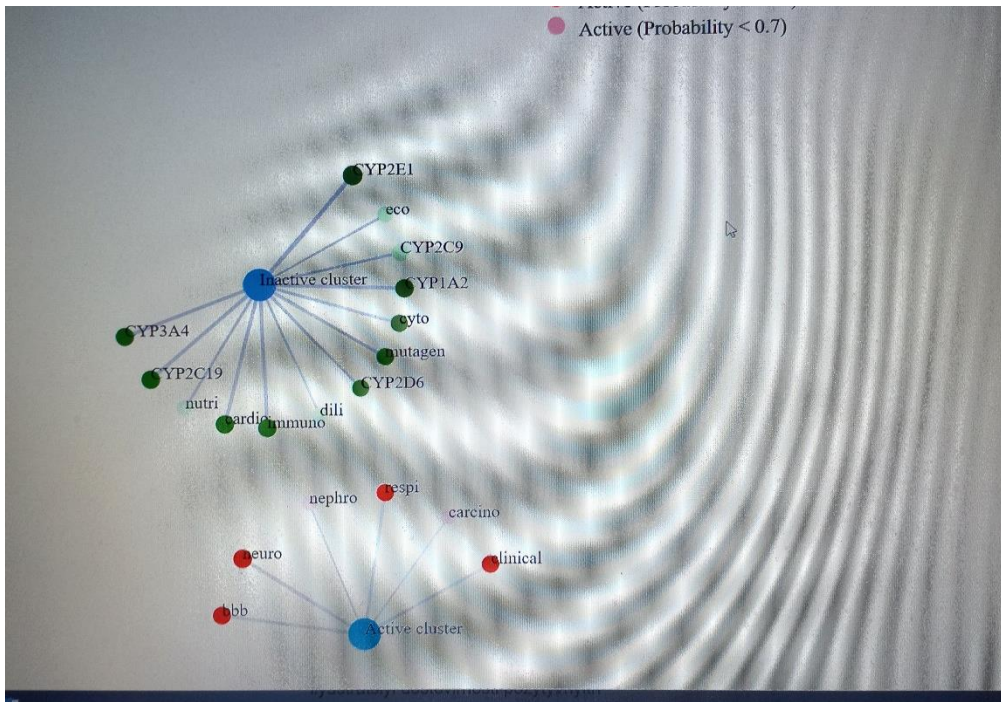 Active (Probability < 0.7)
CYP2E1
eco
CYP2C9
Inactive cluster
CYP1A2
cyto
CYP3A4
mutagen
CYP2C19
CYP2D6
nutri
dili
cardio
immuno
respi
nephro
carcino
neuro
clinical
bbb
Active cluster